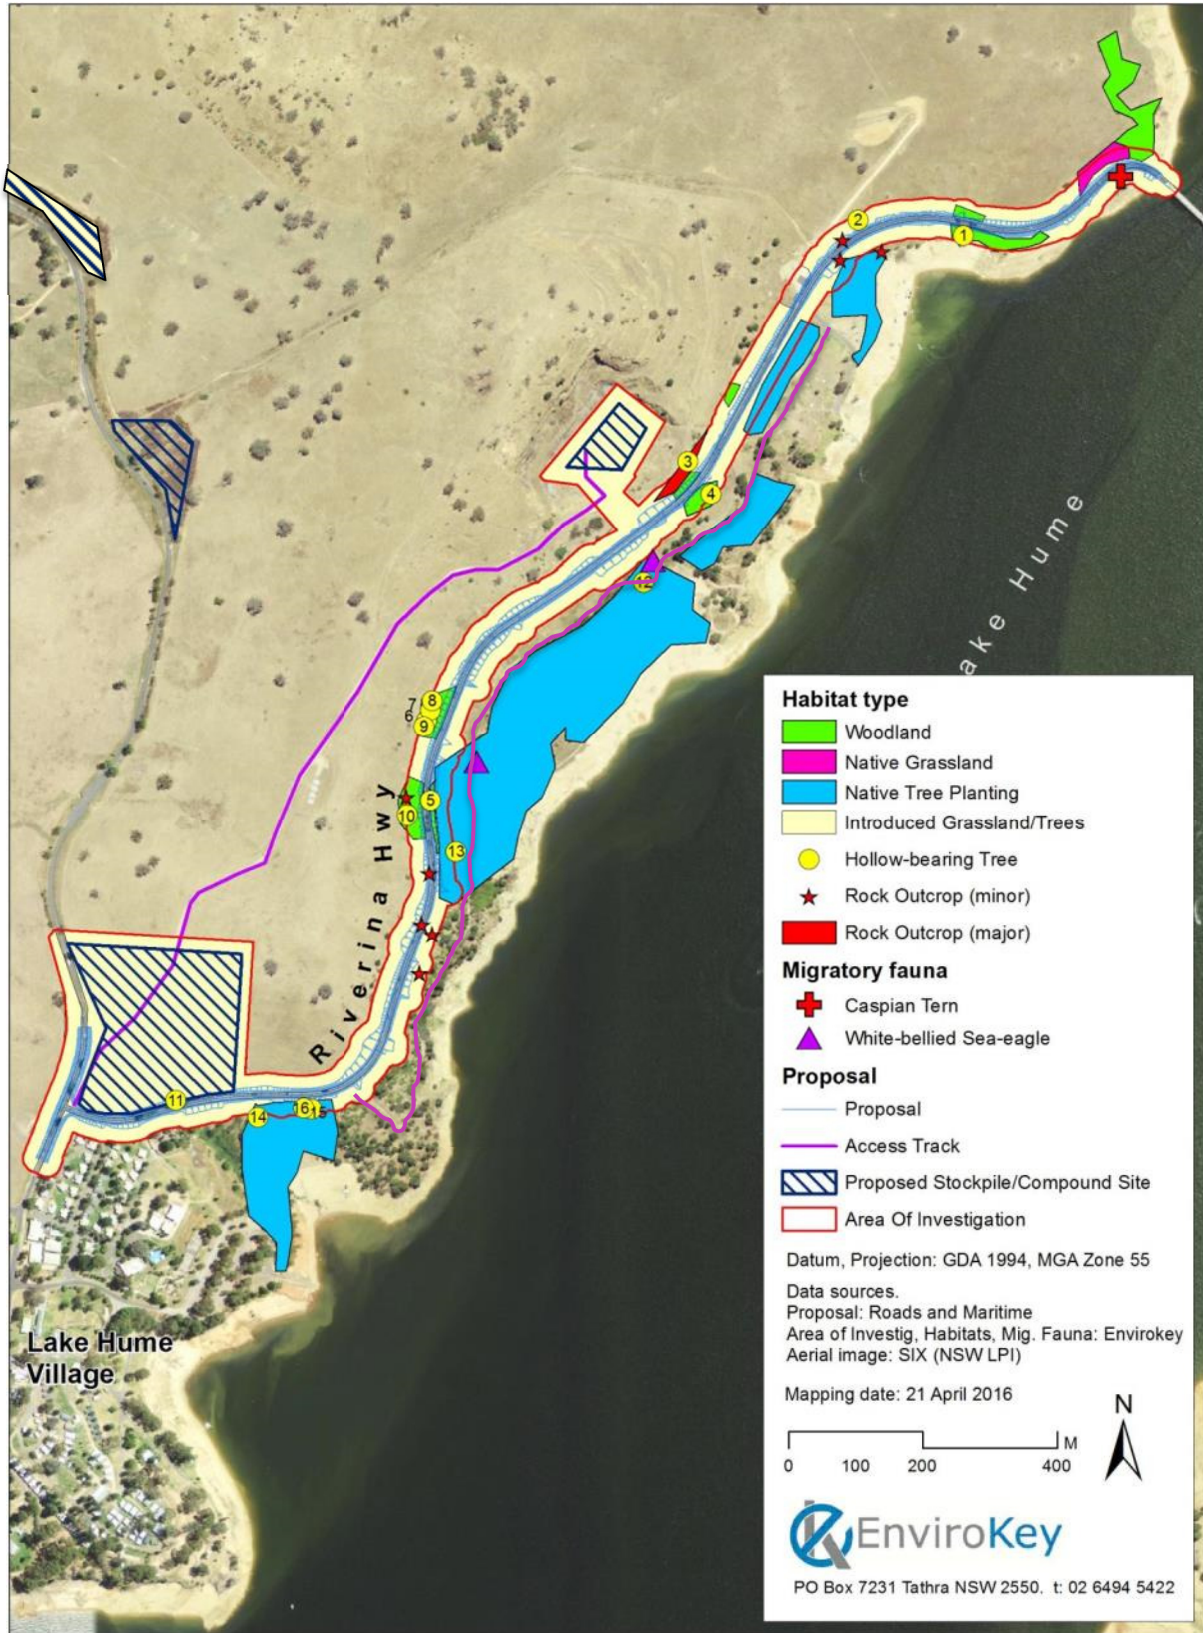 2
1
3
4
12
ake Hume
7
8
6
9
5
10
13
Riverina Hwy
11
14
16
15
Lake Hume
Village
Habitat type
Woodland
Native Grassland
Native Tree Planting
Introduced Grassland/Trees
Hollow-bearing Tree
Rock Outcrop (minor)
Rock Outcrop (major)
Migratory fauna
Caspian Tern
White-bellied Sea-eagle
Proposal
Proposal
Access Track
Proposed Stockpile/Compound Site
Area Of Investigation
Datum, Projection: GDA 1994, MGA Zone 55
Data sources.
Proposal: Roads and Maritime
Area of Investig, Habitats, Mig. Fauna: Envirokey
Aerial image: SIX (NSW LPI)
Mapping date: 21 April 2016
N
M
0 100 200 400
EnviroKey
PO Box 7231 Tathra NSW 2550. t: 02 6494 5422